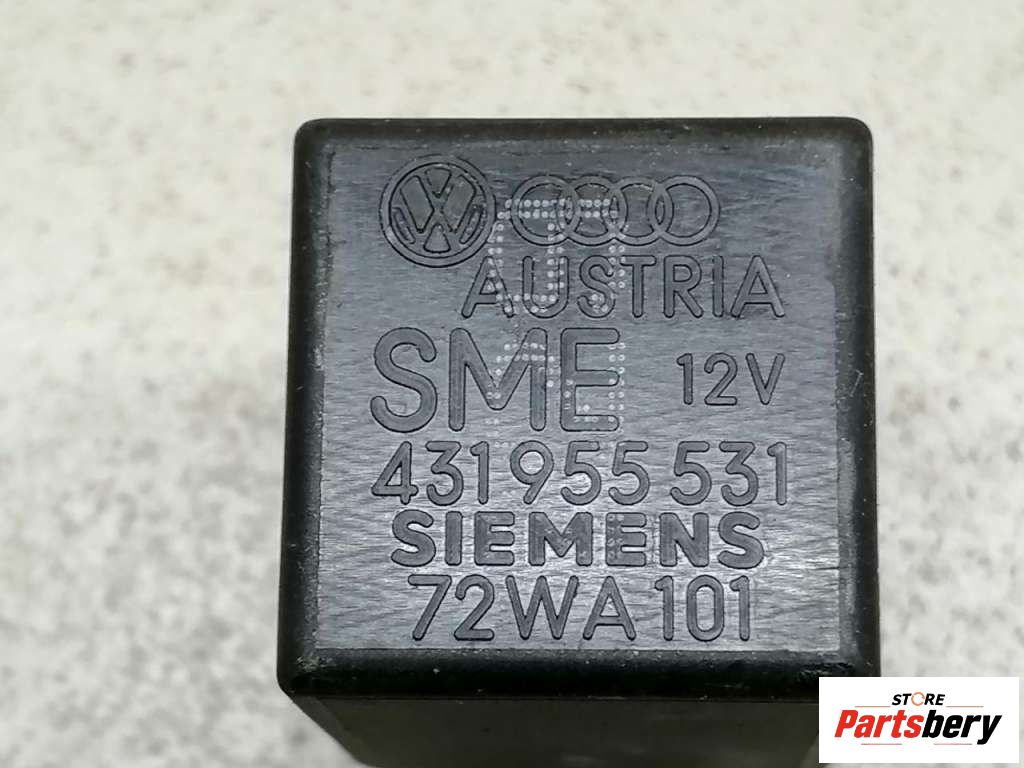 AUSTRIA
SME 12V
431 955 531
SIEMENS
72WA101
STORE
Partsbery